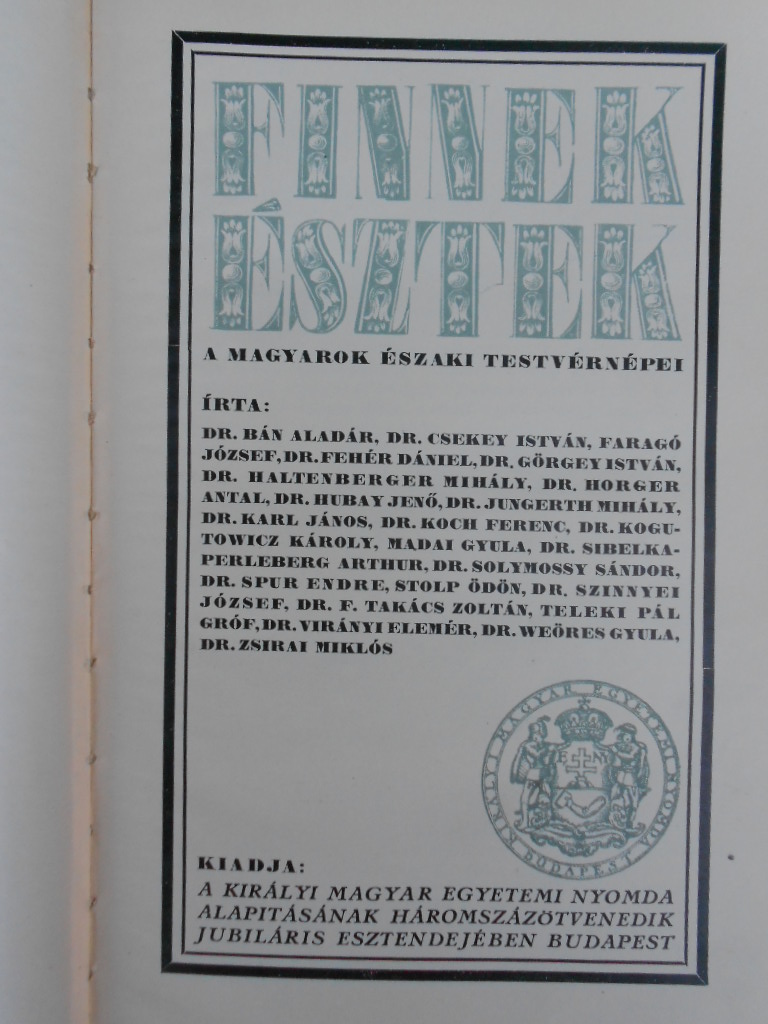 FINNEK
ÉSZTEK
A MAGYAROK ÉSZAKI TESTVÉRNÉPEI
ÍRTA:
DR. BÁN ALADÁR, DR. CSEKEY ISTVÁN, FARAGÓ
JÓZSEF, DR. FEHÉR DÁNIEL, DR. GÖRGEY ISTVÁN,
DR. HALTENBERGER MIHÁLY, DR. HORGER
ANTAL, DR. HUBAY JENŐ, DR. JUNGERTH MIHÁLY,
DR. KARL JÁNOS, DR. KOCH FERENC, DR. KOGU-
TOWICZ KÁROLY, MADAI GYULA, DR. SIBELKA-
PERLEBERG ARTHUR, DR. SOLYMOSSY SÁNDOR,
DR. SPUR ENDRE, STOLP ÖDÖN, DR. SZINNYEI
JÓZSEF, DR. F. TAKÁCS ZOLTÁN, TELEKI PÁL
GRÓF, DR. VIRÁNYI ELEMÉR, DR. WEÖRES GYULA,
DR. ZSIRAI MIKLÓS
KIRÁLYI MAGYAR EGYETEMI NYOMDA
E NY
BUDAPEST
KIADJA:
A KIRÁLYI MAGYAR EGYETEMI NYOMDA
ALAPITÁSÁNAK HÁROMSZÁZÖTVENEDIK
JUBILÁRIS ESZTENDEJÉBEN BUDAPEST